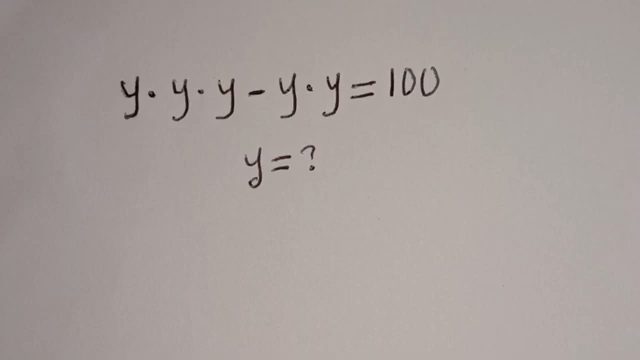 y · y · y - y · y = 100
y = ?